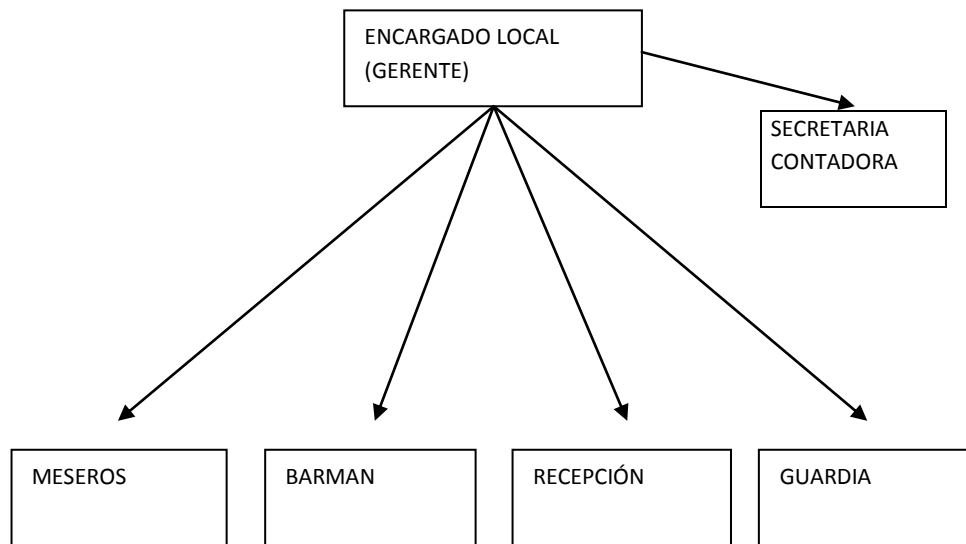 ENCARGADO LOCAL
(GERENTE)
SECRETARIA
CONTADORA
MESEROS
BARMAN
RECEPCIÓN
GUARDIA